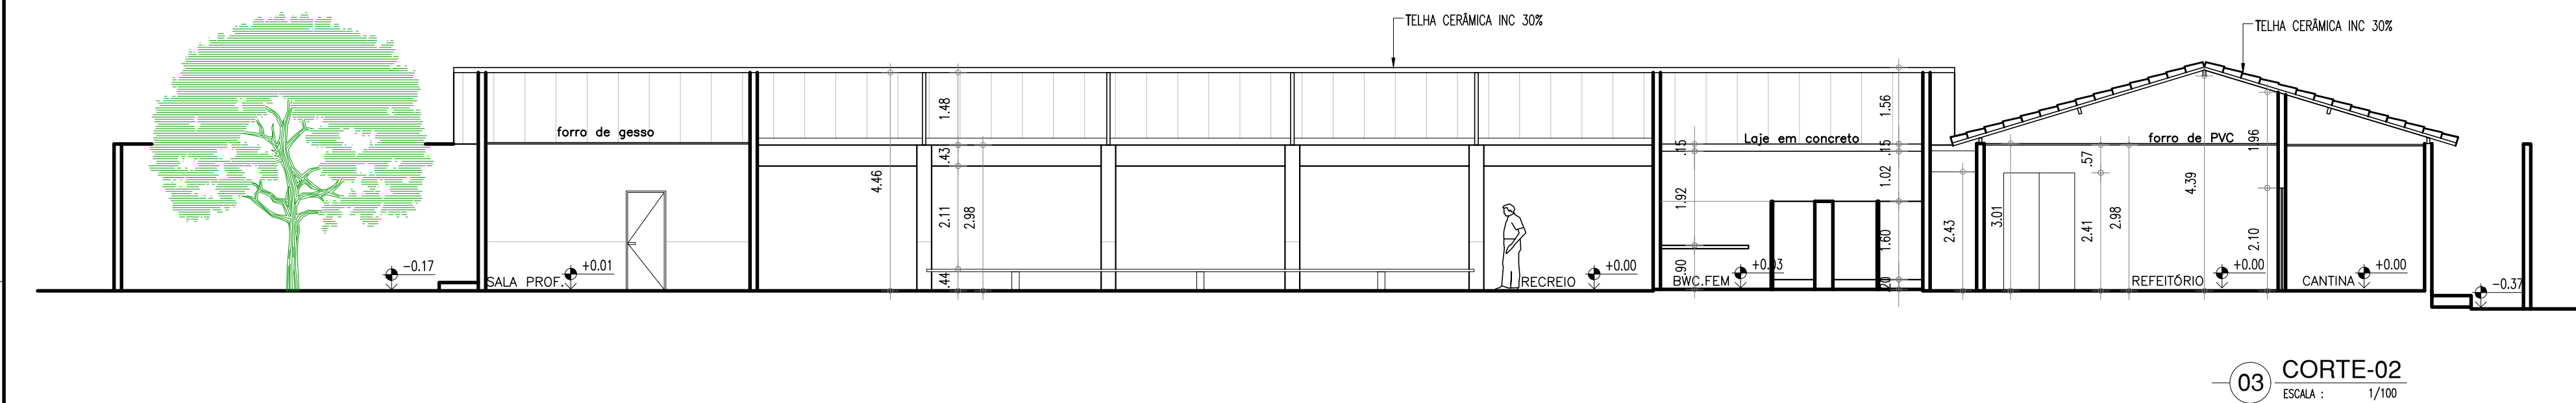 TELHA CERÂMICA INC 30%
TELHA CERÂMICA INC 30%
forro de gesso
1.48
.43
4.46
2.11
2.98
.44
.15
Laje em concreto
1.56
.15
1.02
1.92
1.60
.90
.20
2.43
3.01
.57
2.41
2.98
forro de PVC
4.39
1.96
2.10
-0.17
SALA PROF.
+0.01
RECREIO
+0.00
BWC.FEM
+0.03
REFEITÓRIO
+0.00
CANTINA
+0.00
-0.37
03
CORTE-02
ESCALA : 1/100